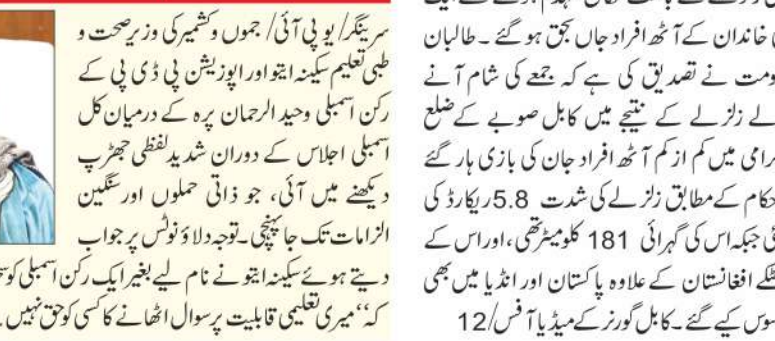 سرینگر/ یو پی آئی/ جموں و کشمیر کی وزیر صحت و
طبی تعلیم سکینہ ایتو اور اپوزیشن پی ڈی پی کے
رکن اسمبلی وحید الرحمان پرہ کے درمیان کل
اسمبلی اجلاس کے دوران شدید لفظی جھڑپ
دیکھنے میں آئی، جو ذاتی حملوں اور سنگین
الزامات تک جا پہنچی۔ توجہ دلاؤ نوٹس پر جواب
دیتے ہوئے سکینہ ایتو نے نام لیے بغیر ایک رکن اسمبلی کو
کہ ‘‘میری تعلیمی قابلیت پر سوال اٹھانے کا کسی کو حق نہیں۔
خاندان کے آٹھ افراد جاں بحق ہو گئے ۔ طالبان
نے تصدیق کی ہے کہ جمعے کی شام آنے
زلزلے کے نتیجے میں کابل صوبے کے ضلع
میں کم از کم آٹھ افراد جان کی بازی ہار گئے
حکام کے مطابق زلزلے کی شدت 5.8 ریکارڈ کی
جبکہ اس کی گہرائی 181 کلومیٹر تھی، اور اس کے
افغانستان کے علاوہ پاکستان اور انڈیا میں بھی
کیے گئے ۔ کابل گورنر کے میڈیا آفس/12